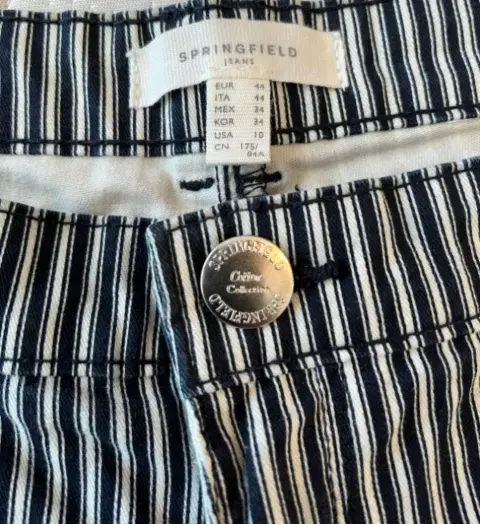 SPRINGFIELD
JEANS
EUR 44
ITA 44
MEX 34
KOR 34
USA 10
CN 175/
84A
SPRINGFIELD
Cotton
Collection
SPRINGFIELD